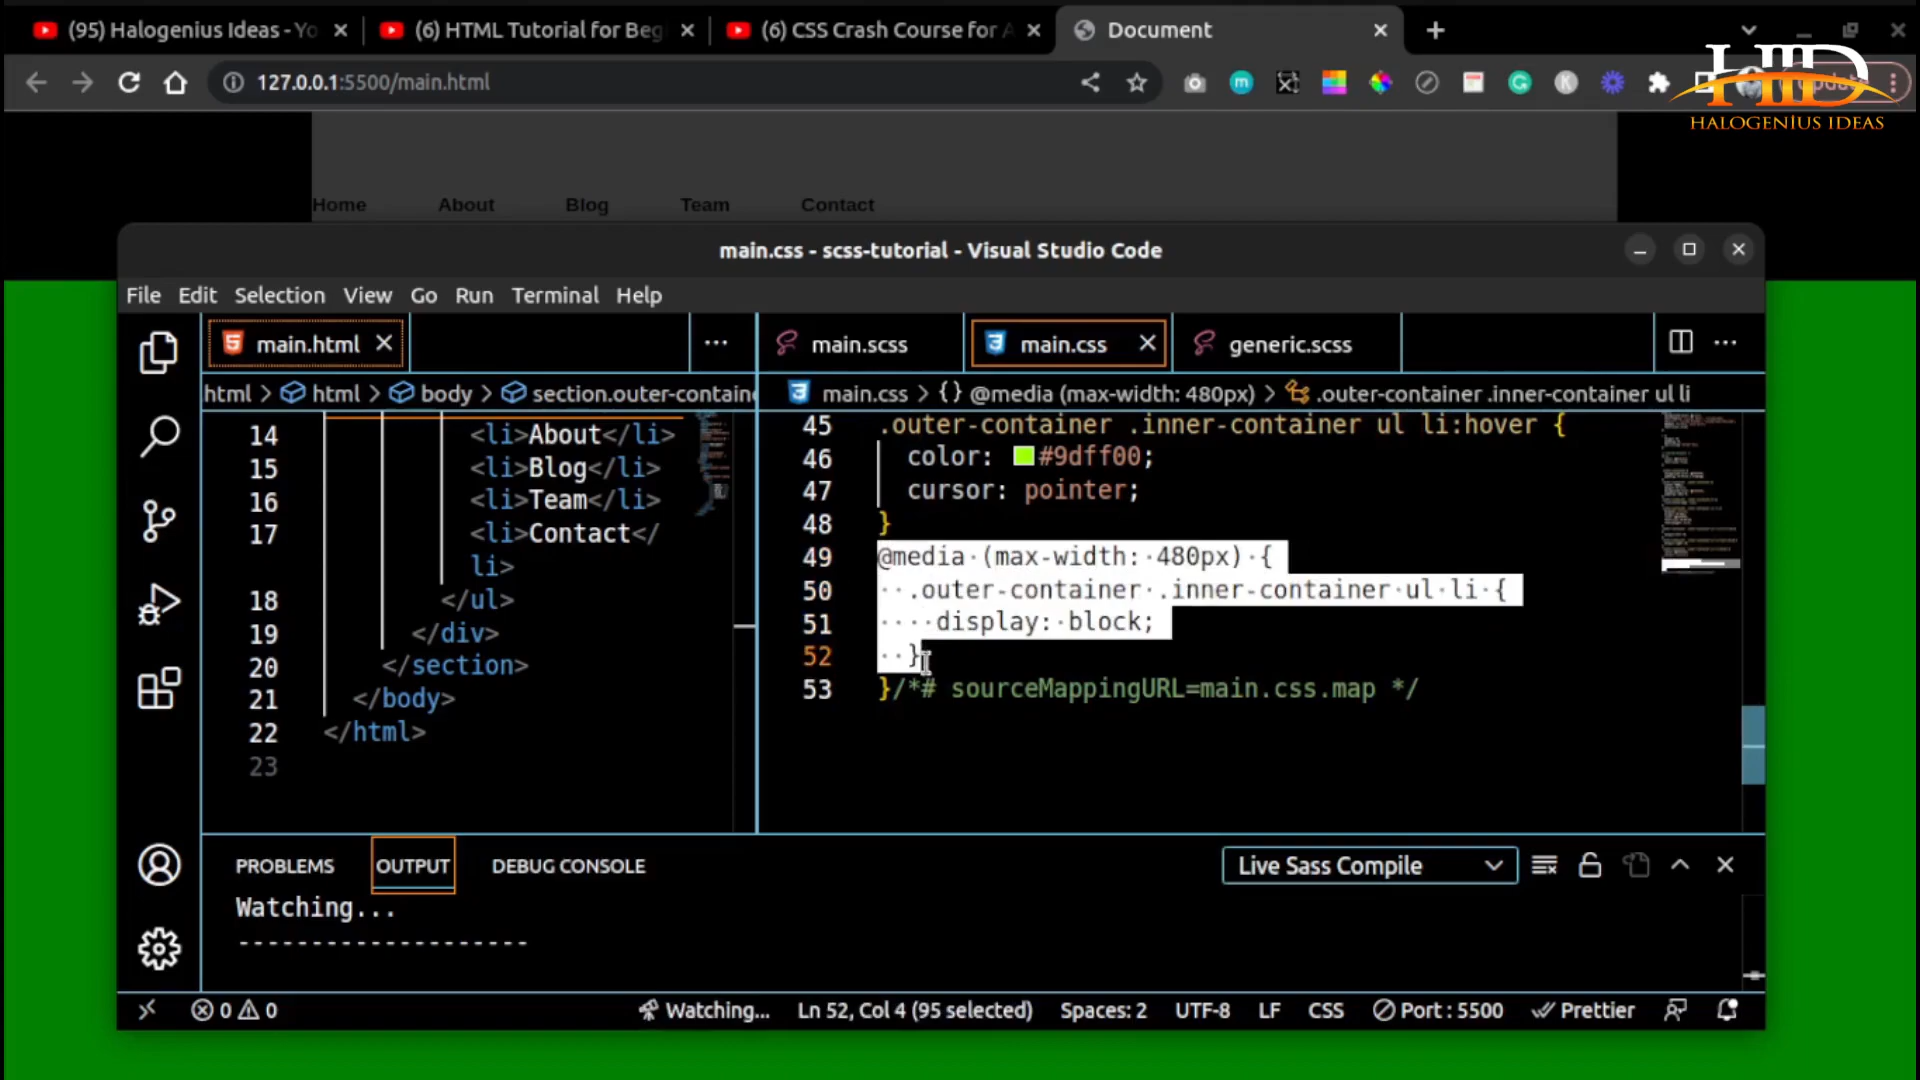 (95) Halogenius Ideas - Yo
(6) HTML Tutorial for Beg
(6) CSS Crash Course for A
Document
127.0.0.1:5500/main.html
HID
HALOGENİUS IDEAS
Home About Blog Team Contact
main.css - scss-tutorial - Visual Studio Code
File Edit Selection View Go Run Terminal Help
main.html
main.scss
main.css
generic.scss
html > html > body > section.outer-containe
main.css > {} @media (max-width: 480px) > .outer-container .inner-container ul li
14 <li>About</li>
15 <li>Blog</li>
16 <li>Team</li>
17 <li>Contact</
li>
18 </ul>
19 </div>
20 </section>
21 </body>
22 </html>
23
45 .outer-container .inner-container ul li:hover {
46 color: #9dff00;
47 cursor: pointer;
48 }
49 @media·(max-width:·480px)·{
50 ··.outer-container·.inner-container·ul·li·{
51 ····display:·block;
52 ··}
53 }/*# sourceMappingURL=main.css.map */
PROBLEMS OUTPUT DEBUG CONSOLE
Live Sass Compile
Watching...
--------------------
0 0 Watching... Ln 52, Col 4 (95 selected) Spaces: 2 UTF-8 LF CSS Port : 5500 Prettier